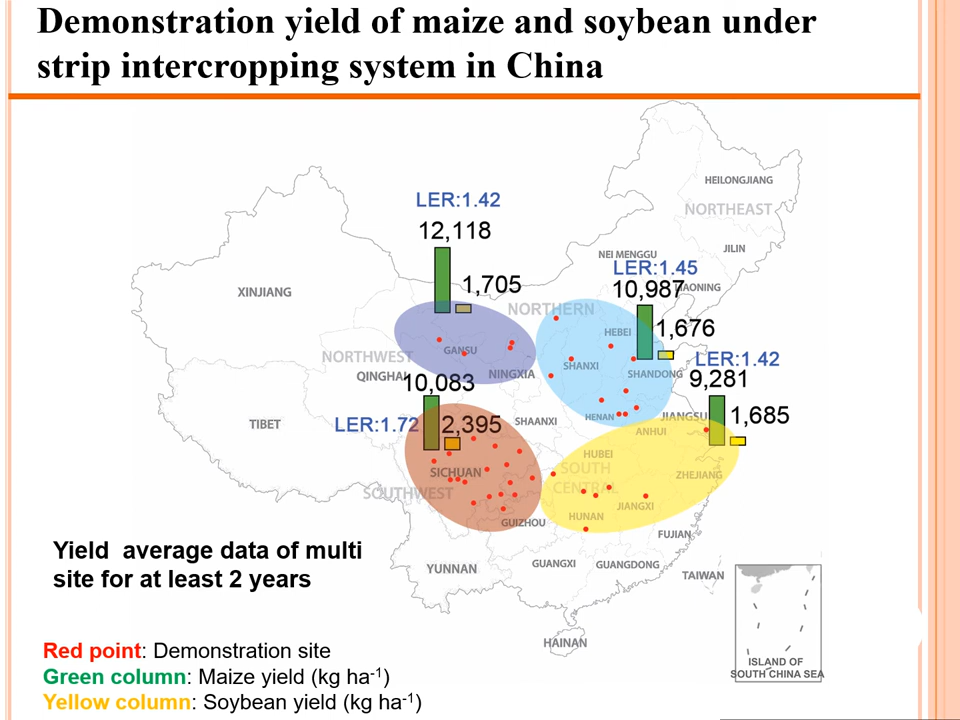 Demonstration yield of maize and soybean under
strip intercropping system in China
HEILONGJIANG
NORTHEAST
LER:1.42
12,118
JILIN
NEI MENGGU
LER:1.45
1,705
XINJIANG
10,987
LIAONING
NORTHERN
HEBEI
1,676
NORTHWEST
GANSU
LER:1.42
SHANXI
QINGHAI
NINGXIA
SHANDONG
9,281
10,083
HENAN
JIANGSU
1,685
TIBET
LER:1.72
2,395
SHAANXI
ANHUI
HUBEI
SICHUAN
SOUTH
CENTRAL
ZHEJIANG
SOUTHWEST
JIANGXI
GUIZHOU
HUNAN
FUJIAN
Yield average data of multi
site for at least 2 years
YUNNAN
GUANGXI
GUANGDONG
TAIWAN
HAINAN
ISLAND OF
SOUTH CHINA SEA
Red point: Demonstration site
Green column: Maize yield (kg ha-1)
Yellow column: Soybean yield (kg ha-1)